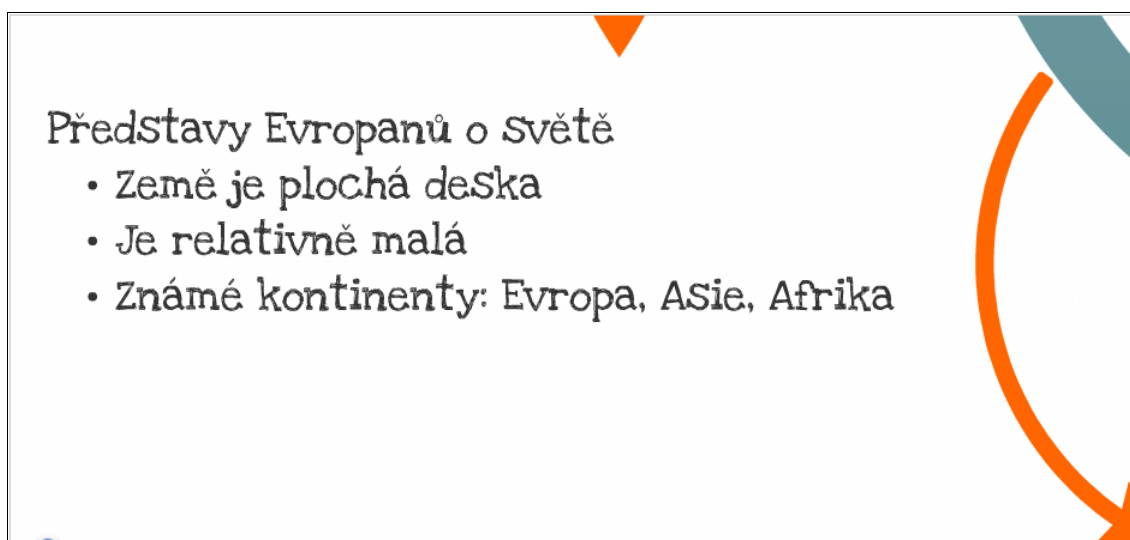 Představy Evropanů o světě
• Země je plochá deska
• Je relativně malá
• Známé kontinenty: Evropa, Asie, Afrika